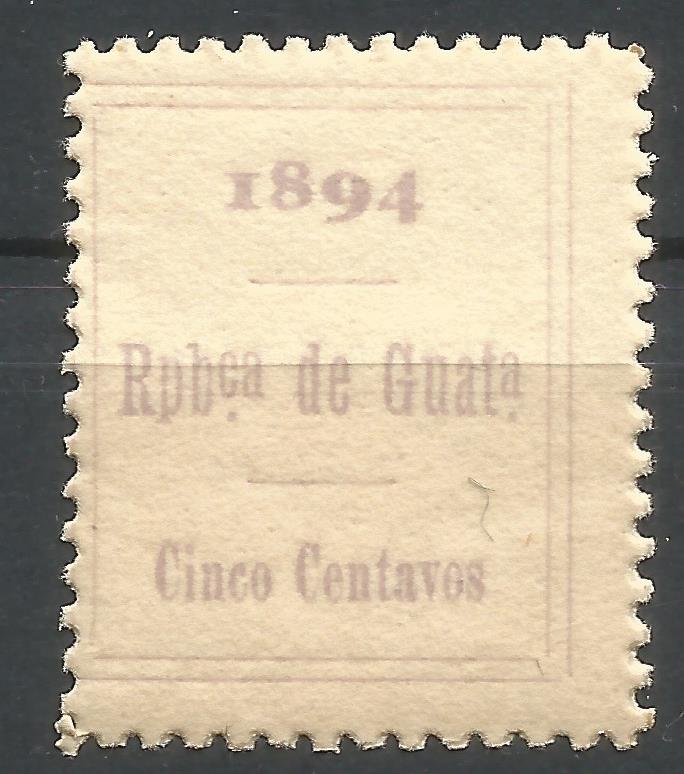 1894
Rpbça de Guata
Cinco Centavos